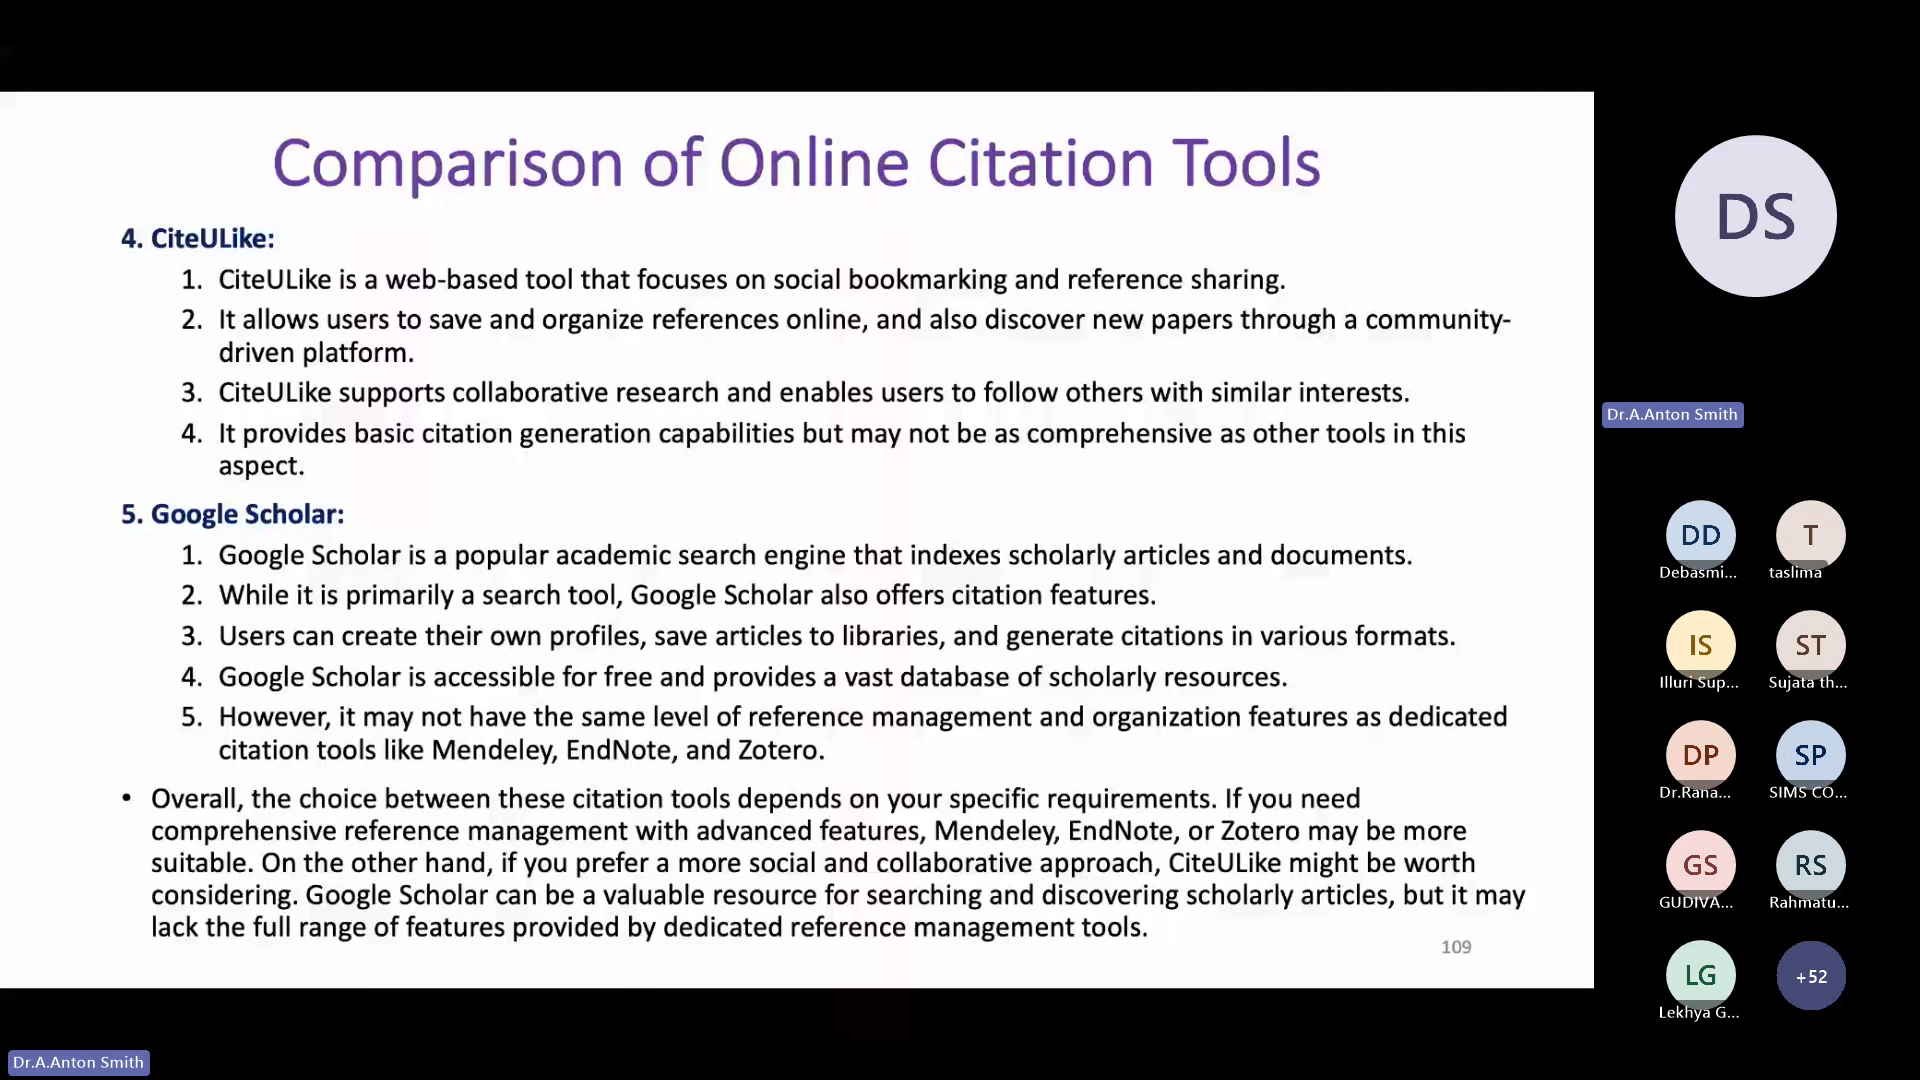 Comparison of Online Citation Tools
4. CiteULike:
1. CiteULike is a web-based tool that focuses on social bookmarking and reference sharing.
2. It allows users to save and organize references online, and also discover new papers through a community-
driven platform.
3. CiteULike supports collaborative research and enables users to follow others with similar interests.
4. It provides basic citation generation capabilities but may not be as comprehensive as other tools in this
aspect.
5. Google Scholar:
1. Google Scholar is a popular academic search engine that indexes scholarly articles and documents.
2. While it is primarily a search tool, Google Scholar also offers citation features.
3. Users can create their own profiles, save articles to libraries, and generate citations in various formats.
4. Google Scholar is accessible for free and provides a vast database of scholarly resources.
5. However, it may not have the same level of reference management and organization features as dedicated
citation tools like Mendeley, EndNote, and Zotero.
• Overall, the choice between these citation tools depends on your specific requirements. If you need
comprehensive reference management with advanced features, Mendeley, EndNote, or Zotero may be more
suitable. On the other hand, if you prefer a more social and collaborative approach, CiteULike might be worth
considering. Google Scholar can be a valuable resource for searching and discovering scholarly articles, but it may
lack the full range of features provided by dedicated reference management tools.
109
DS
Dr.A.Anton Smith
DD
T
Debasmi...
taslima
IS
ST
Illuri Sup...
Sujata th...
DP
SP
Dr.Rana...
SIMS CO...
GS
RS
GUDIVA...
Rahmatu...
LG
+52
Lekhya G...
Dr.A.Anton Smith